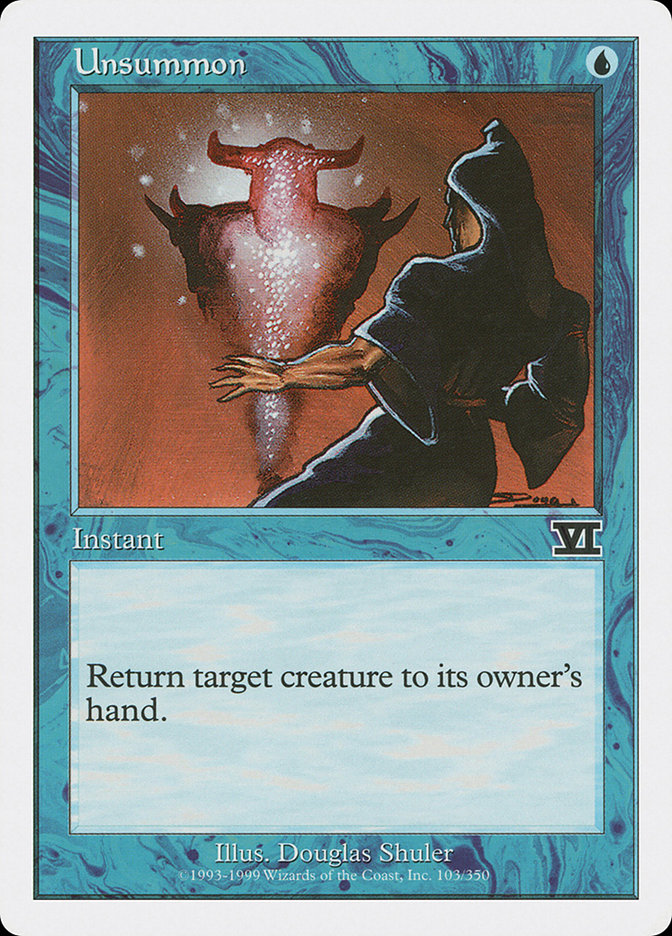 Unsummon
Doug
Instant
VI
Return target creature to its owner's
hand.
Illus. Douglas Shuler
©1993-1999 Wizards of the Coast, Inc. 103/350